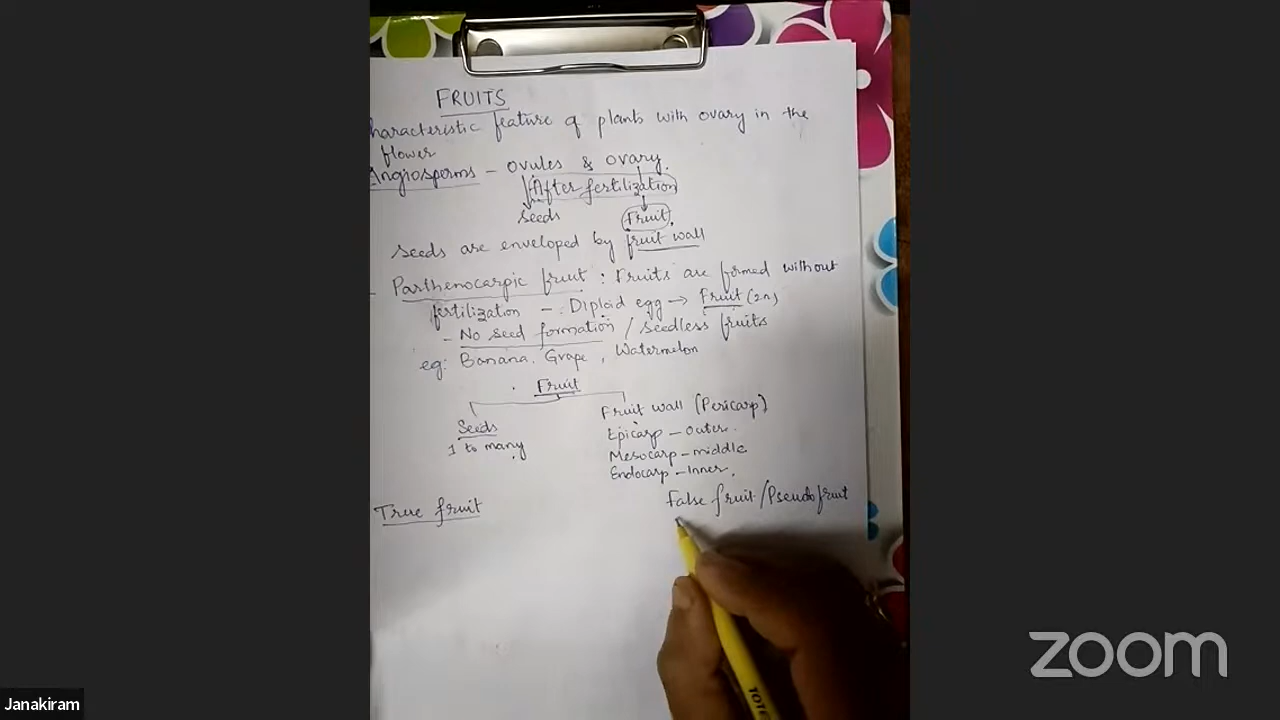 FRUITS
haracteristic feature of plants with ovary in the
flower
Angiosperms - ovules & ovary.
After fertilization
seeds Fruit.
seeds are enveloped by fruit wall
- Parthenocarpic fruit : Fruits are formed without
fertilization - Diploid egg → Fruit (2n)
- No seed formation / seedless fruits
eg: Banana, Grape, Watermelon
Fruit
Seeds
1 to many
Fruit wall (Pericarp)
Epicarp - outer.
Mesocarp - middle
Endocarp - Inner.
True fruit
False fruit / Pseudofruit
TOTE
Janakiram
zoom